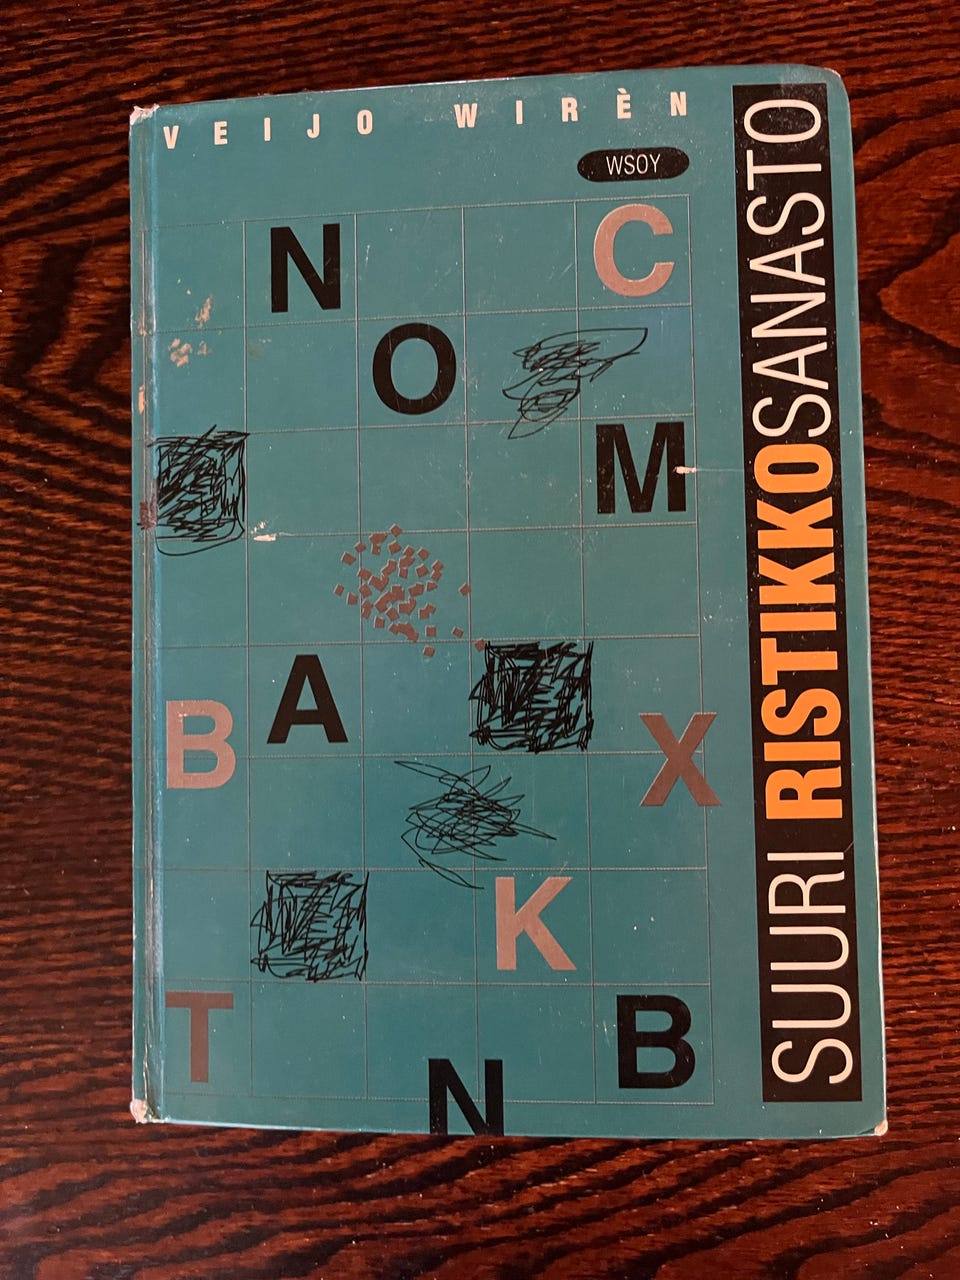 VEIJO WIRÈN
WSOY
SUURI RISTIKKOSANASTO
N
C
O
M
A
B
X
K
T
B
N